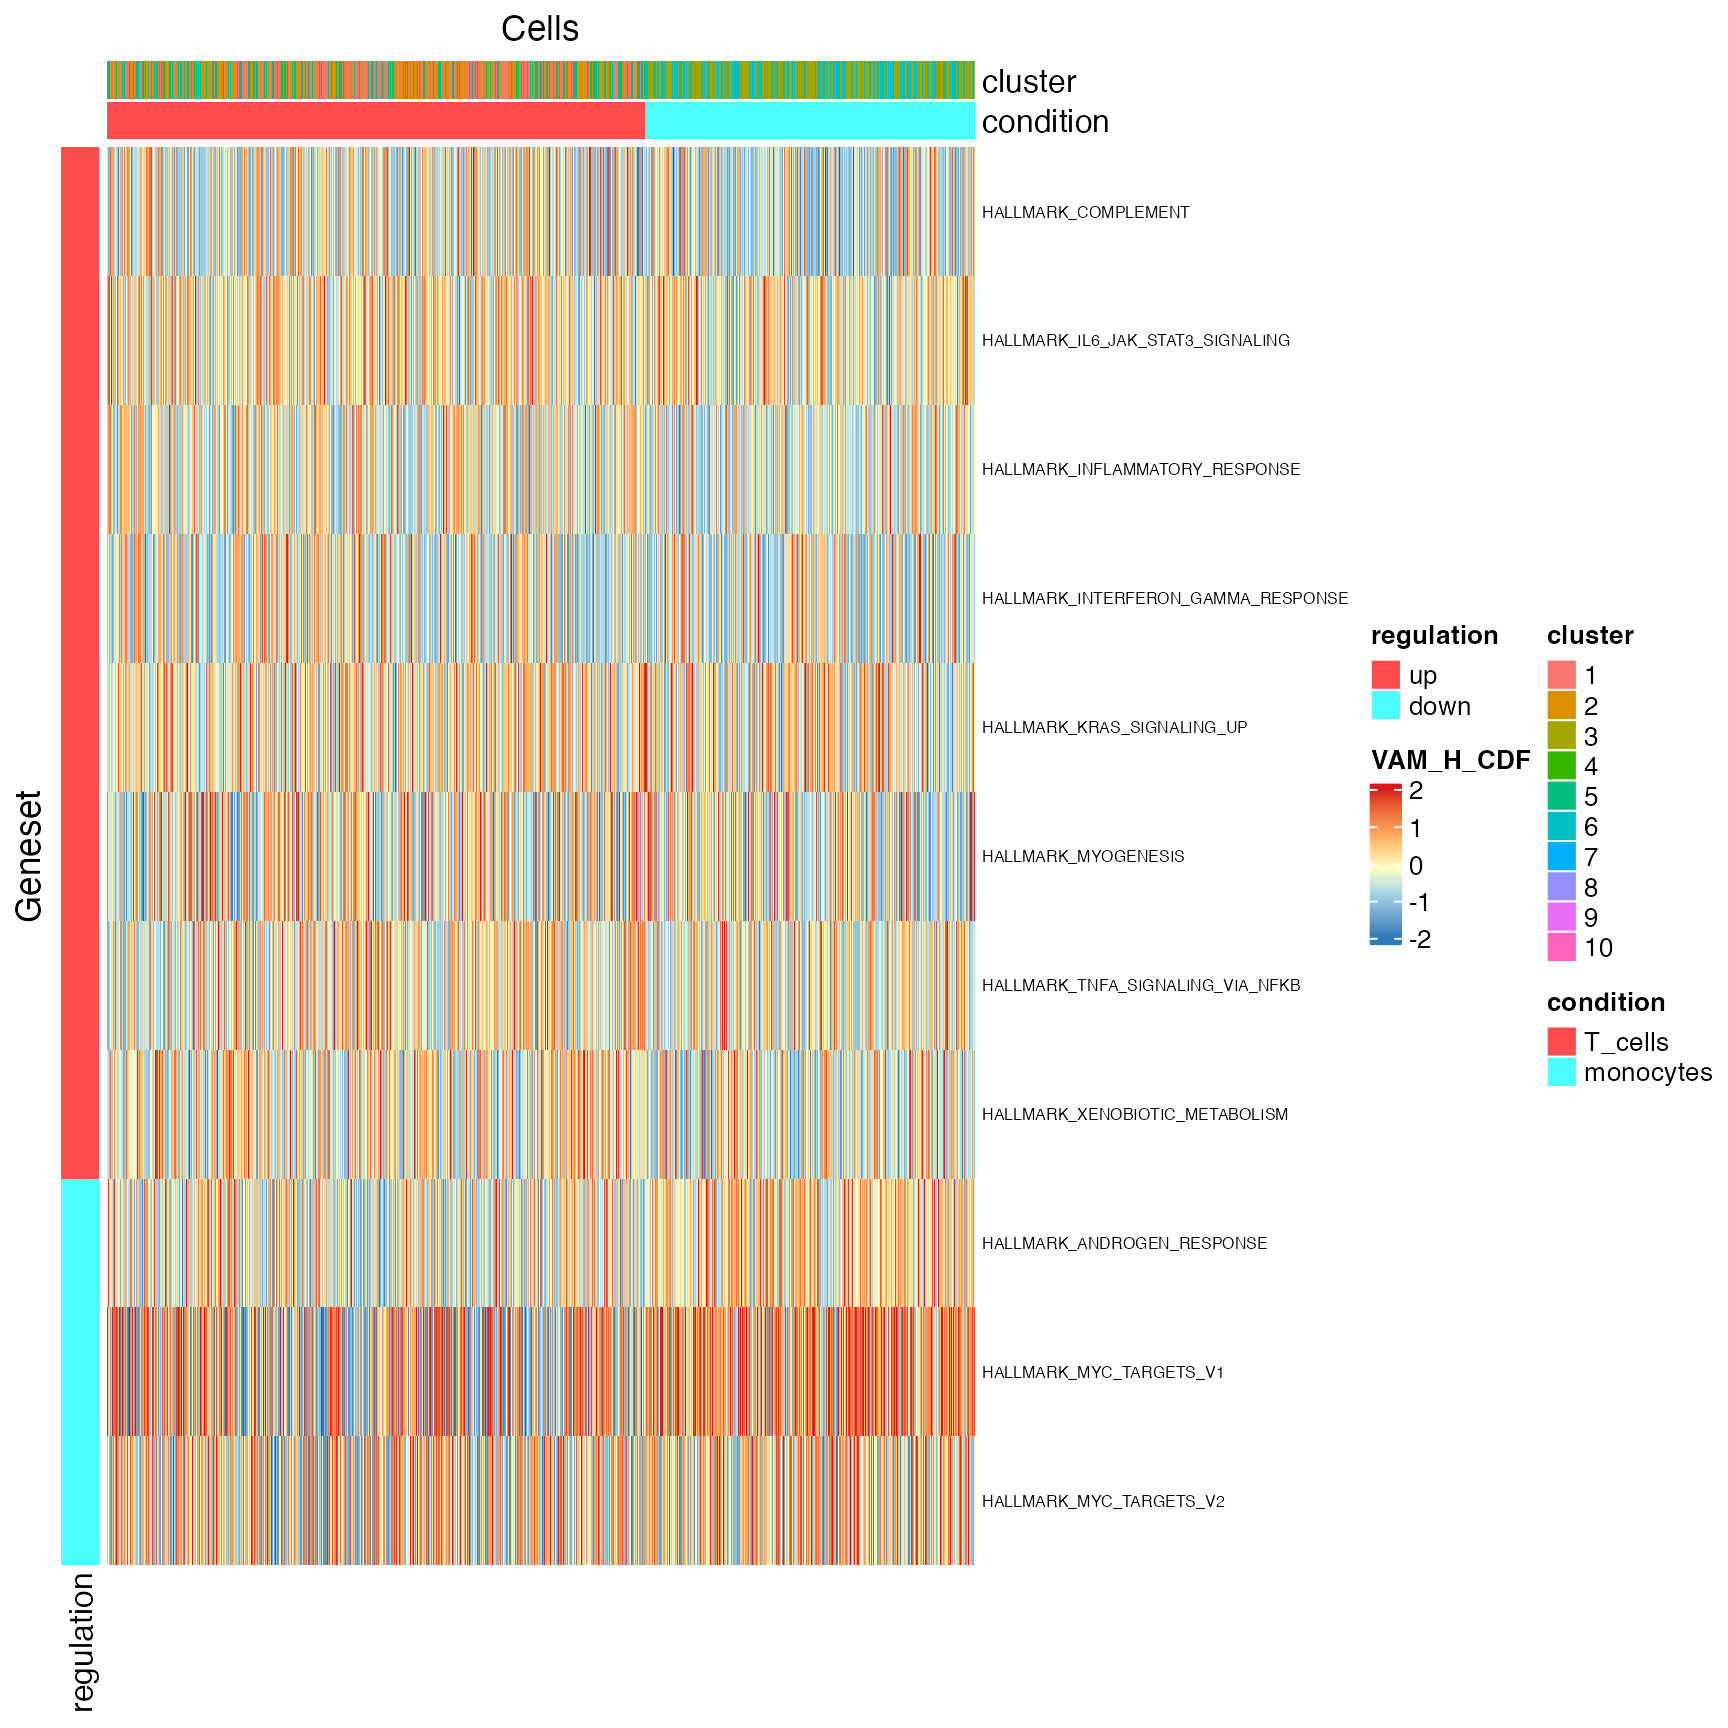 Cells
cluster
condition
HALLMARK_COMPLEMENT
HALLMARK_IL6_JAK_STAT3_SIGNALING
HALLMARK_INFLAMMATORY_RESPONSE
HALLMARK_INTERFERON_GAMMA_RESPONSE
HALLMARK_KRAS_SIGNALING_UP
HALLMARK_MYOGENESIS
HALLMARK_TNFA_SIGNALING_VIA_NFKB
HALLMARK_XENOBIOTIC_METABOLISM
HALLMARK_ANDROGEN_RESPONSE
HALLMARK_MYC_TARGETS_V1
HALLMARK_MYC_TARGETS_V2
Geneset
regulation
regulation
up
down
VAM_H_CDF
2
1
0
-1
-2
cluster
1
2
3
4
5
6
7
8
9
10
condition
T_cells
monocytes